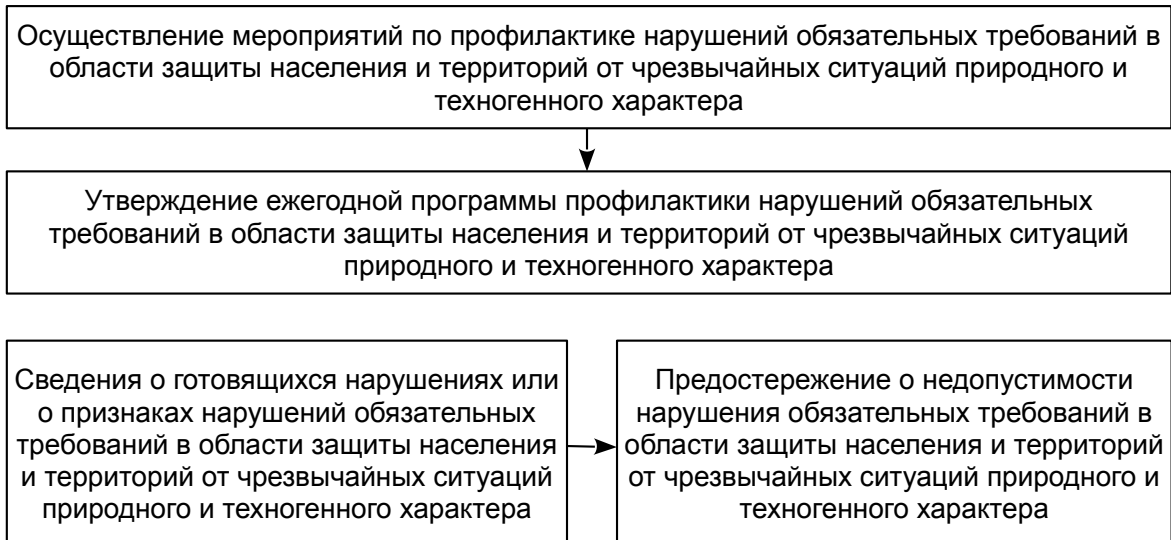 Осуществление мероприятий по профилактике нарушений обязательных требований в
области защиты населения и территорий от чрезвычайных ситуаций природного и
техногенного характера
Утверждение ежегодной программы профилактики нарушений обязательных
требований в области защиты населения и территорий от чрезвычайных ситуаций
природного и техногенного характера
Сведения о готовящихся нарушениях или
о признаках нарушений обязательных
требований в области защиты населения
и территорий от чрезвычайных ситуаций
природного и техногенного характера
Предостережение о недопустимости
нарушения обязательных требований в
области защиты населения и территорий
от чрезвычайных ситуаций природного и
техногенного характера